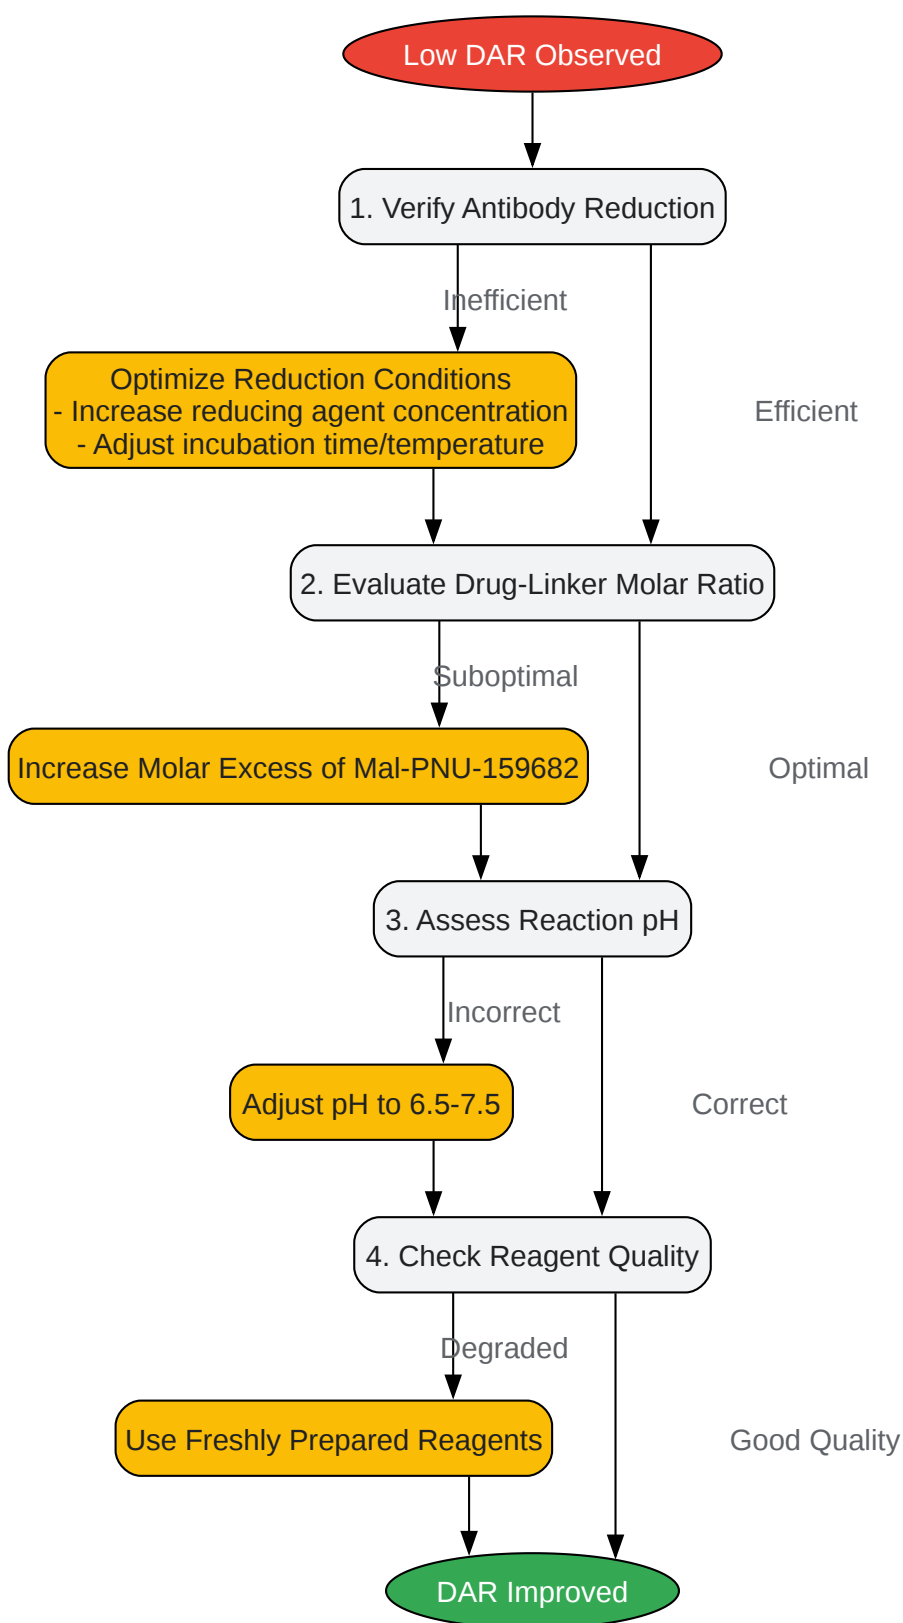 Low DAR Observed
1. Verify Antibody Reduction
Inefficient
Optimize Reduction Conditions
- Increase reducing agent concentration
- Adjust incubation time/temperature
Efficient
2. Evaluate Drug-Linker Molar Ratio
Suboptimal
Increase Molar Excess of Mal-PNU-159682
Optimal
3. Assess Reaction pH
Incorrect
Adjust pH to 6.5-7.5
Correct
4. Check Reagent Quality
Degraded
Use Freshly Prepared Reagents
Good Quality
DAR Improved